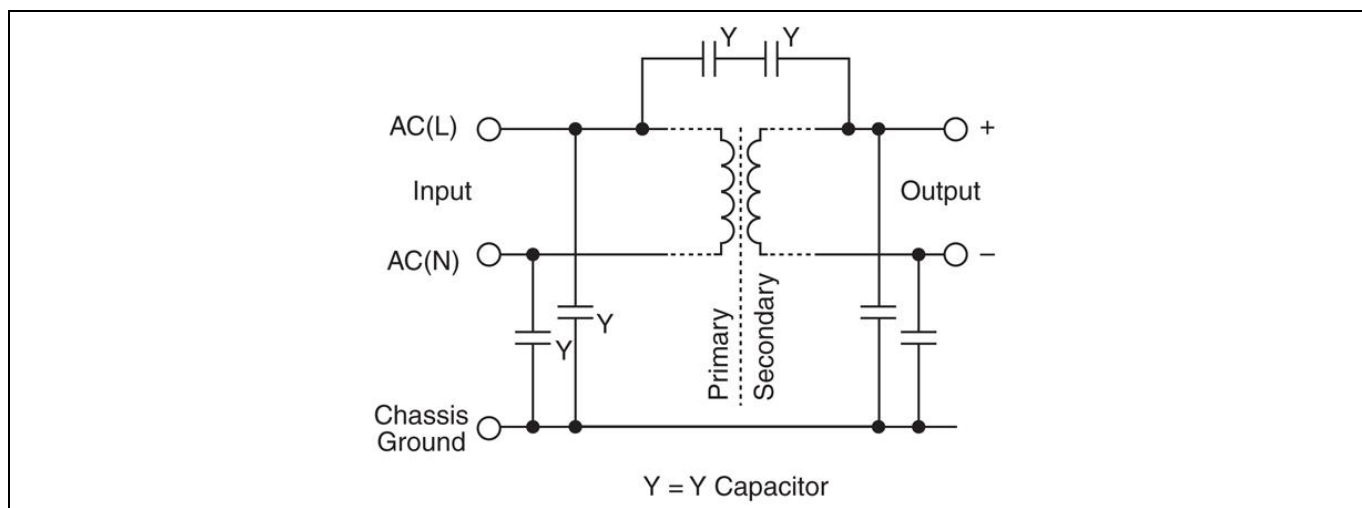 Y Y
AC(L)
+
Input
Output
AC(N)
–
Y
Y
Primary
Secondary
Chassis
Ground
Y = Y Capacitor